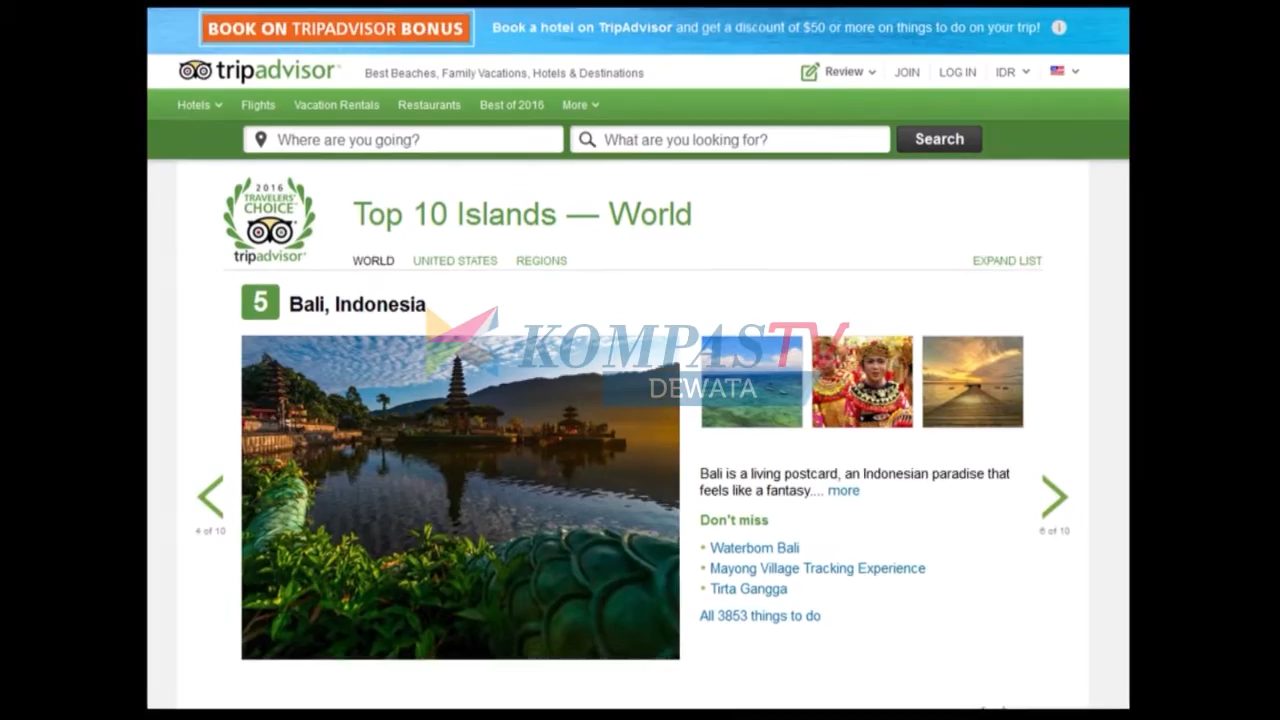 BOOK ON TRIPADVISOR BONUS
Book a hotel on TripAdvisor and get a discount of $50 or more on things to do on your trip!
tripadvisor
Best Beaches, Family Vacations, Hotels & Destinations
Review
JOIN
LOG IN
IDR
Hotels
Flights
Vacation Rentals
Restaurants
Best of 2016
More
Where are you going?
What are you looking for?
Search
2016
TRAVELERS'
CHOICE
tripadvisor
Top 10 Islands — World
WORLD
UNITED STATES
REGIONS
EXPAND LIST
5
Bali, Indonesia
KOMPASTV
DEWATA
Bali is a living postcard, an Indonesian paradise that
feels like a fantasy.... more
Don't miss
• Waterbom Bali
• Mayong Village Tracking Experience
• Tirta Gangga
All 3853 things to do
4 of 10
6 of 10